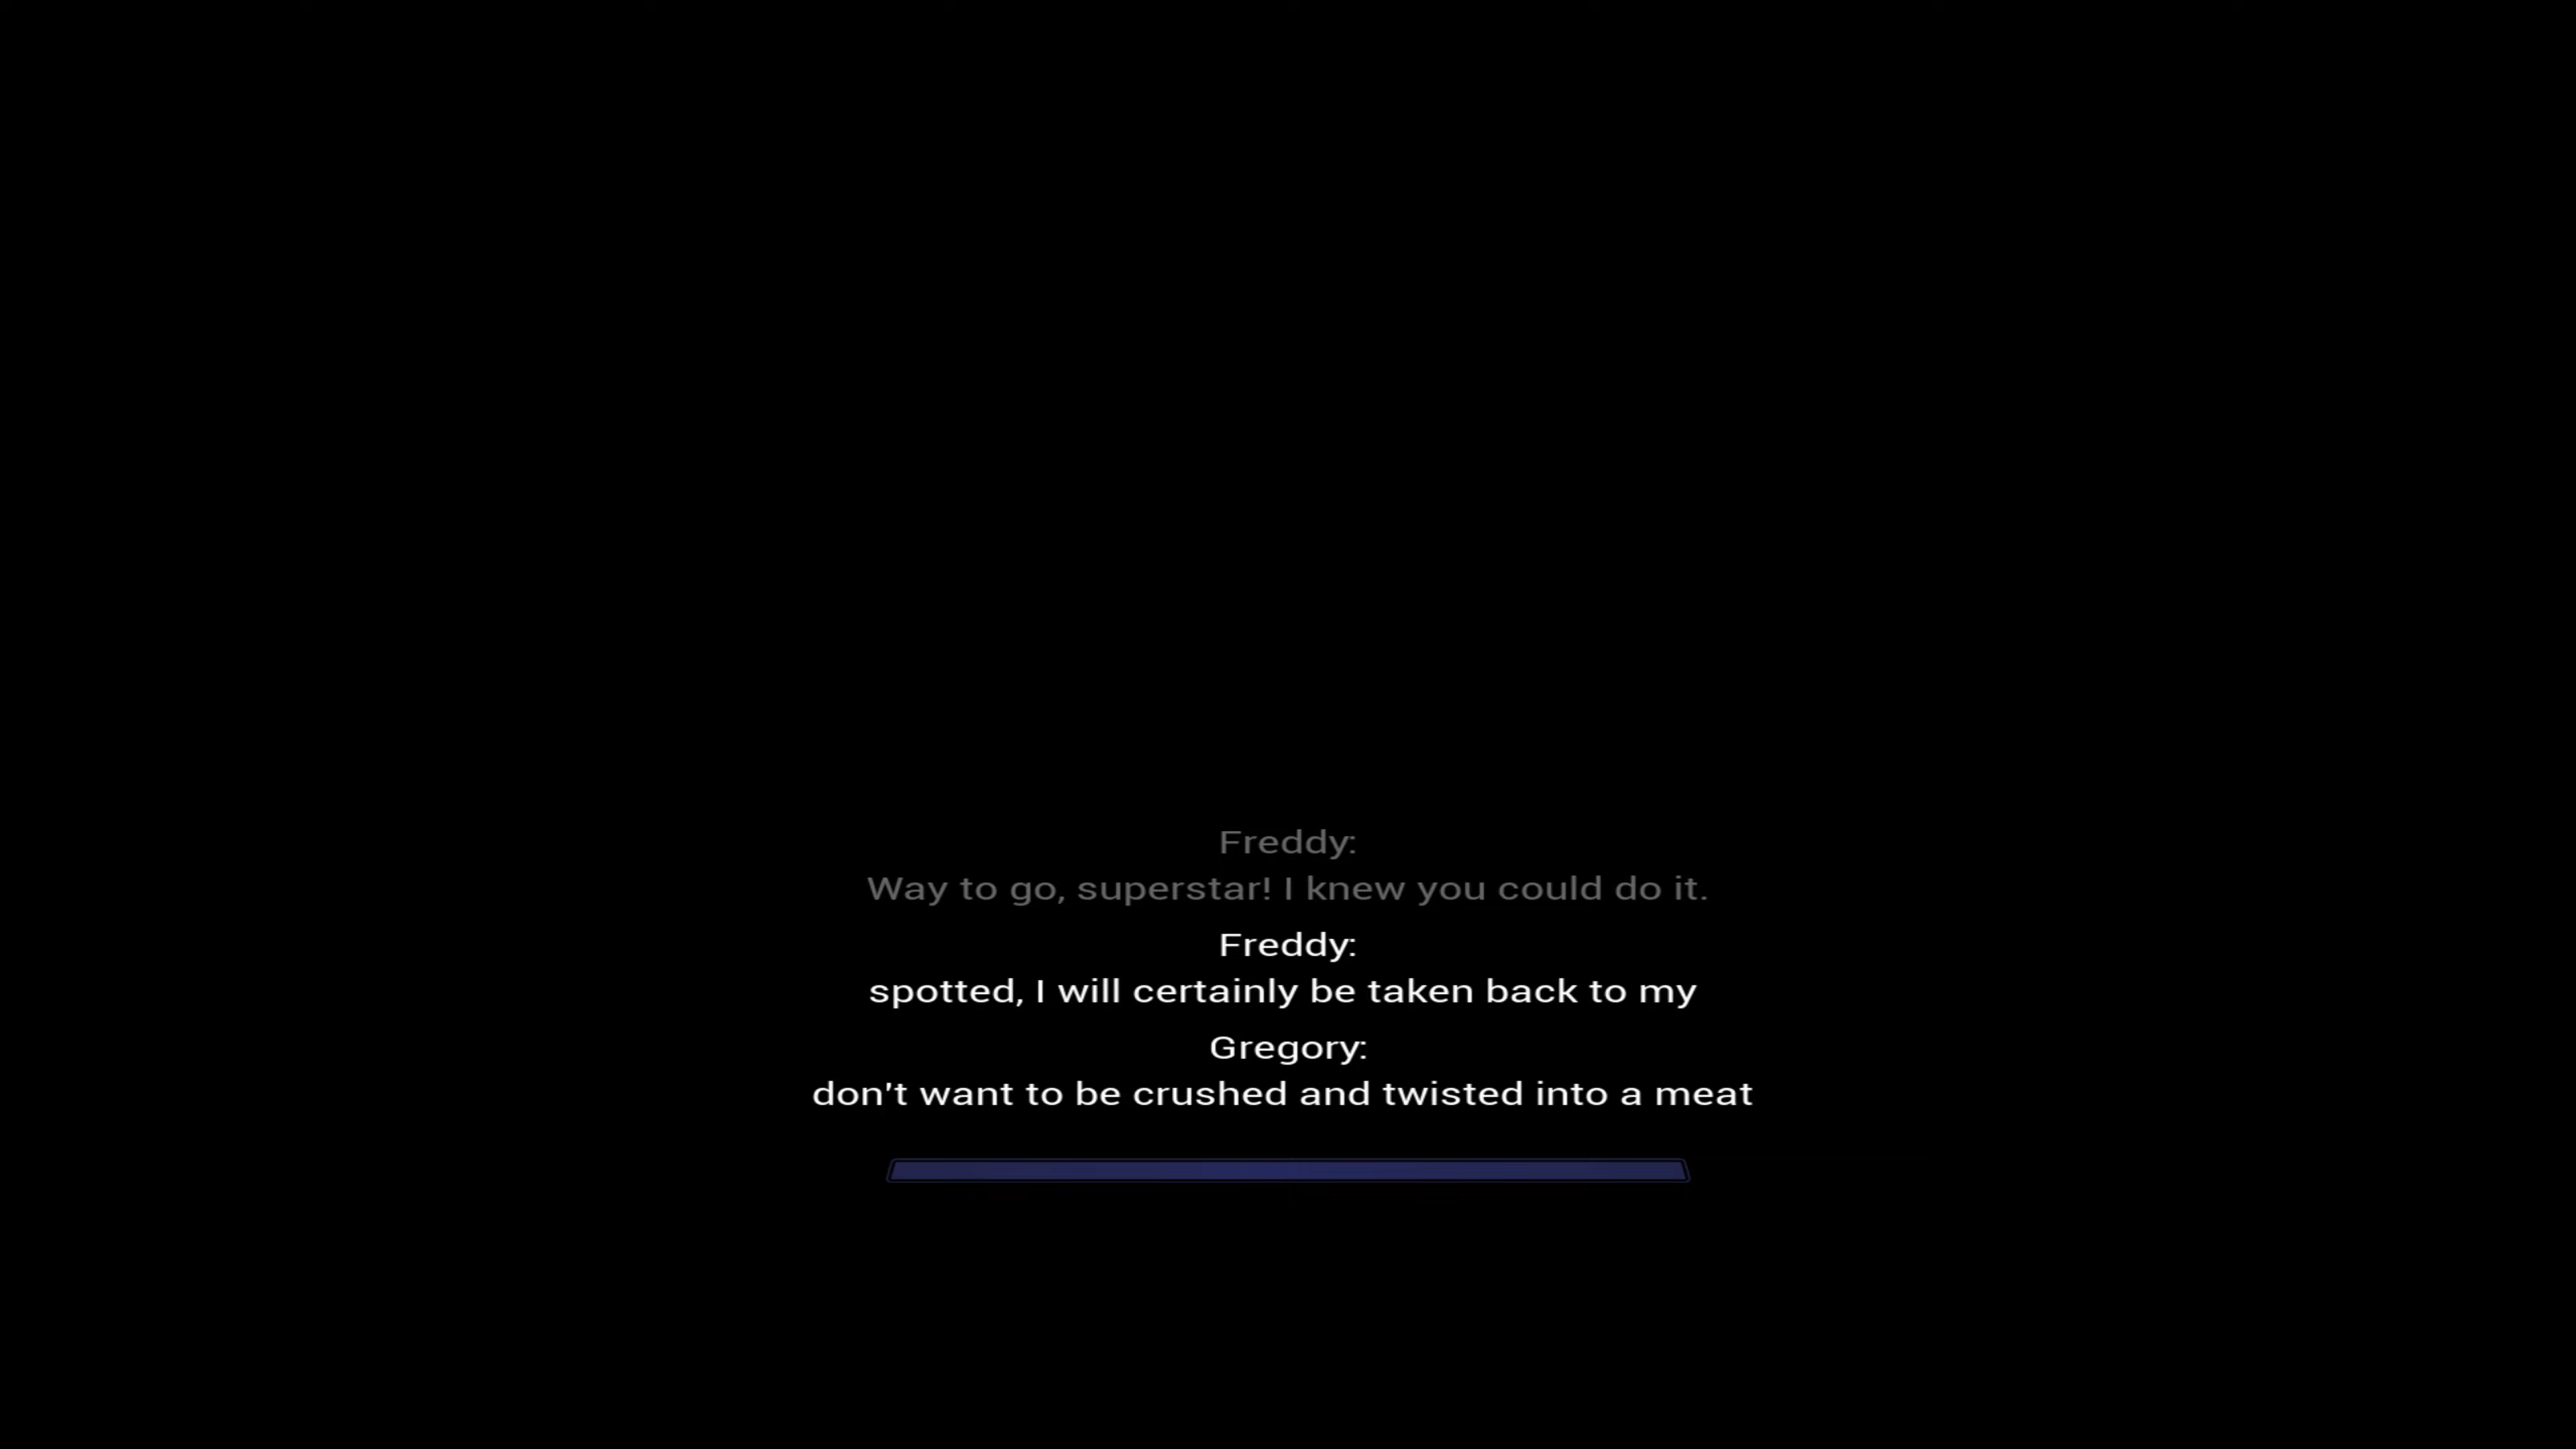 Freddy:
Way to go, superstar! I knew you could do it.
Freddy:
spotted, I will certainly be taken back to my
Gregory:
don't want to be crushed and twisted into a meat